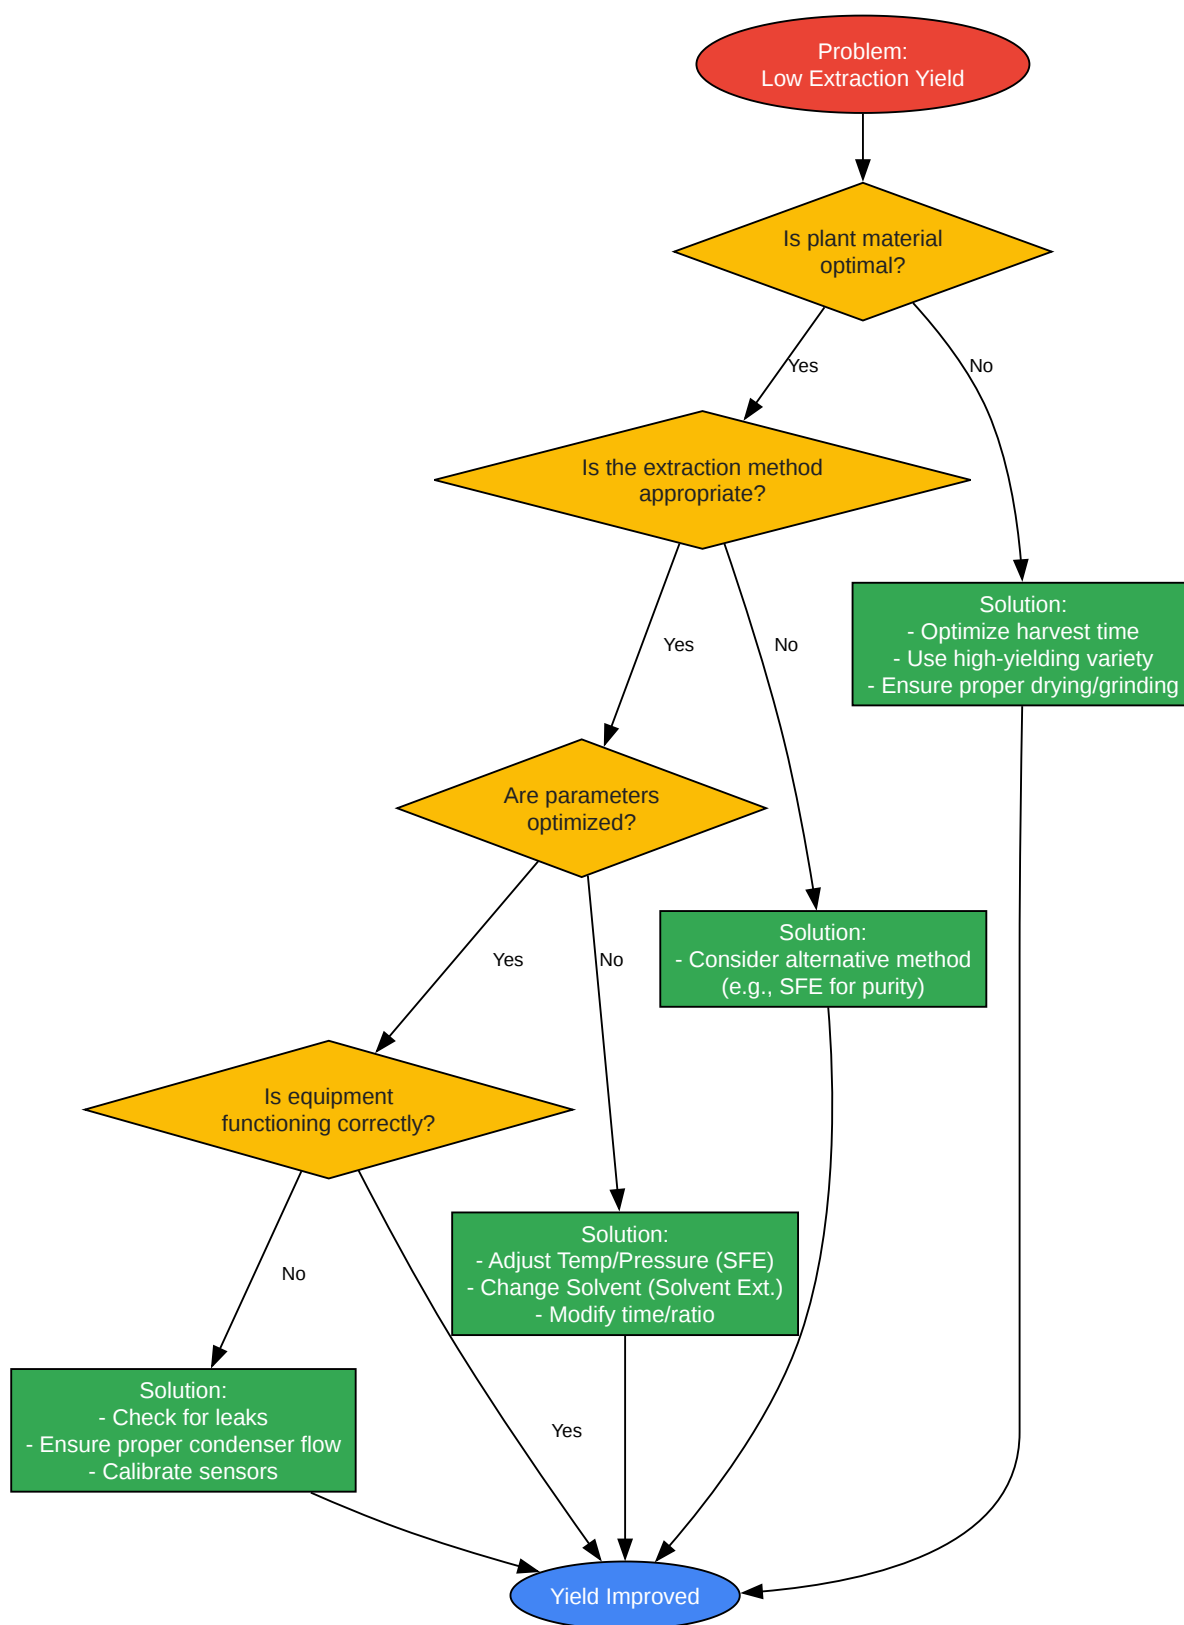 Problem:
Low Extraction Yield
Is plant material
optimal?
Yes
No
Is the extraction method
appropriate?
Solution:
- Optimize harvest time
- Use high-yielding variety
- Ensure proper drying/grinding
Yes
No
Are parameters
optimized?
Solution:
- Consider alternative method
(e.g., SFE for purity)
Yes
No
Is equipment
functioning correctly?
Solution:
- Adjust Temp/Pressure (SFE)
- Change Solvent (Solvent Ext.)
- Modify time/ratio
No
Yes
Solution:
- Check for leaks
- Ensure proper condenser flow
- Calibrate sensors
Yield Improved